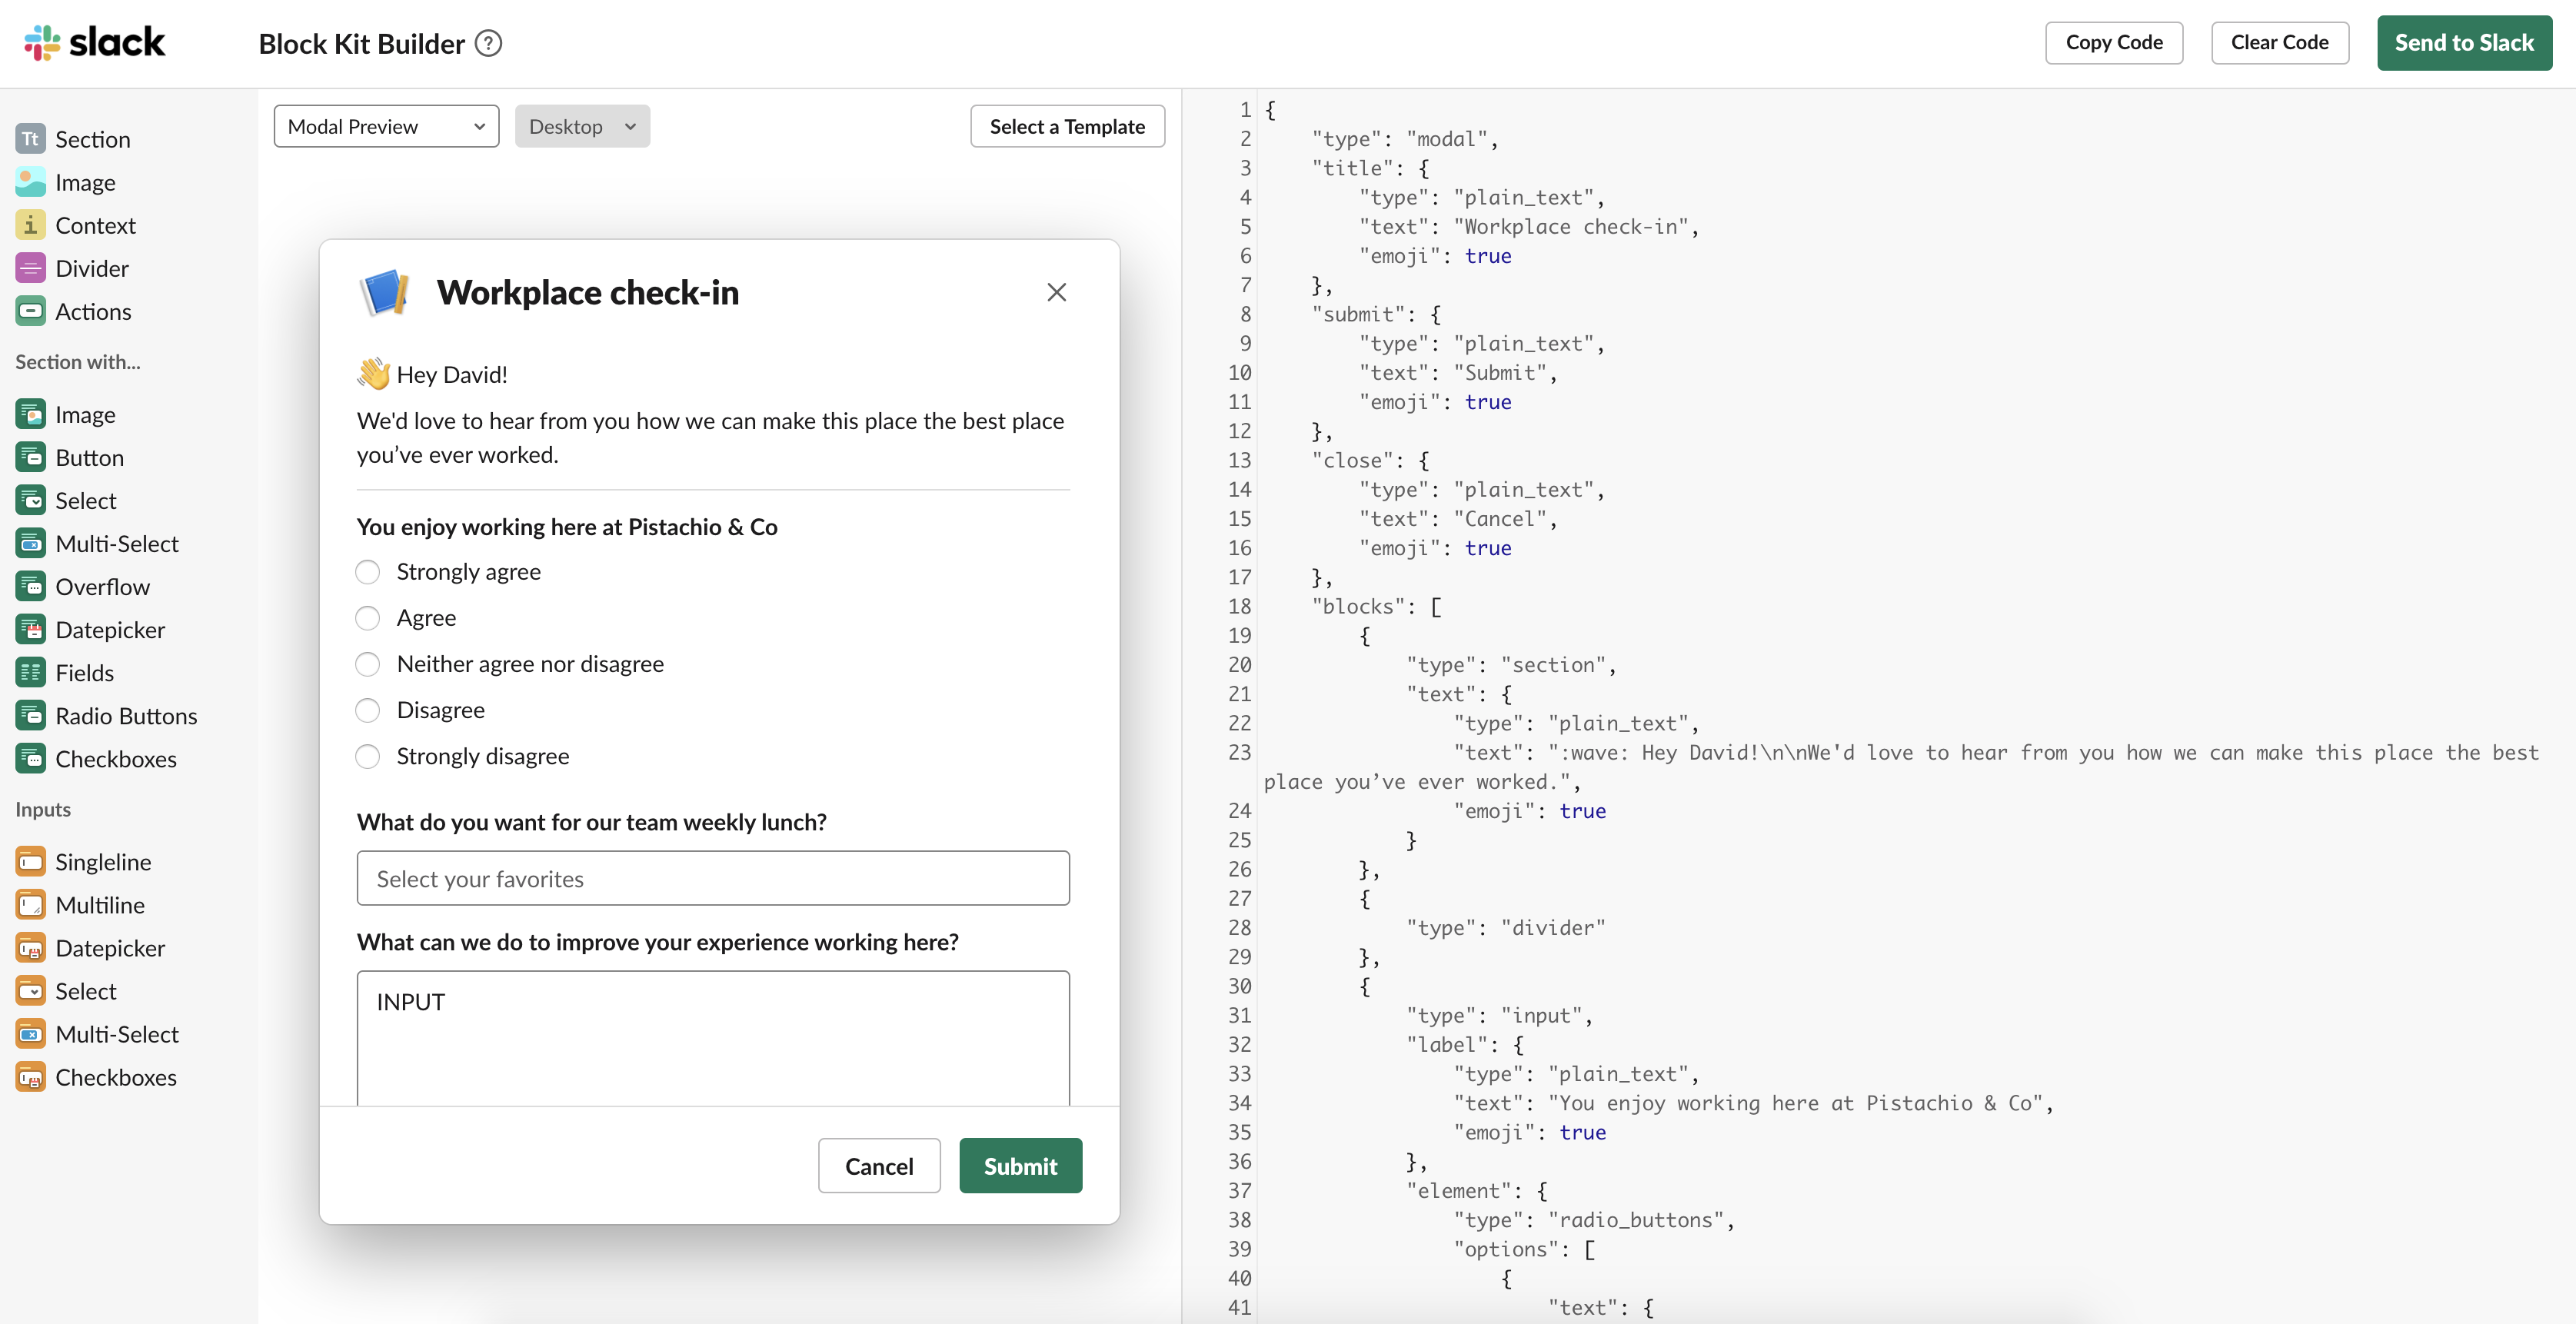 slack
Block Kit Builder ?
Copy Code
Clear Code
Send to Slack
Tt Section
Image
i Context
Divider
Actions
Section with...
Image
Button
Select
Multi-Select
Overflow
Datepicker
Fields
Radio Buttons
Checkboxes
Inputs
Singleline
Multiline
Datepicker
Select
Multi-Select
Checkboxes
Modal Preview
Desktop
Select a Template
Workplace check-in
👋 Hey David!
We'd love to hear from you how we can make this place the best place
you’ve ever worked.
You enjoy working here at Pistachio & Co
Strongly agree
Agree
Neither agree nor disagree
Disagree
Strongly disagree
What do you want for our team weekly lunch?
Select your favorites
What can we do to improve your experience working here?
INPUT
Cancel
Submit
1 {
2 "type": "modal",
3 "title": {
4 "type": "plain_text",
5 "text": "Workplace check-in",
6 "emoji": true
7 },
8 "submit": {
9 "type": "plain_text",
10 "text": "Submit",
11 "emoji": true
12 },
13 "close": {
14 "type": "plain_text",
15 "text": "Cancel",
16 "emoji": true
17 },
18 "blocks": [
19 {
20 "type": "section",
21 "text": {
22 "type": "plain_text",
23 "text": ":wave: Hey David!\n\nWe'd love to hear from you how we can make this place the best
place you’ve ever worked.",
24 "emoji": true
25 }
26 },
27 {
28 "type": "divider"
29 },
30 {
31 "type": "input",
32 "label": {
33 "type": "plain_text",
34 "text": "You enjoy working here at Pistachio & Co",
35 "emoji": true
36 },
37 "element": {
38 "type": "radio_buttons",
39 "options": [
40 {
41 "text": {